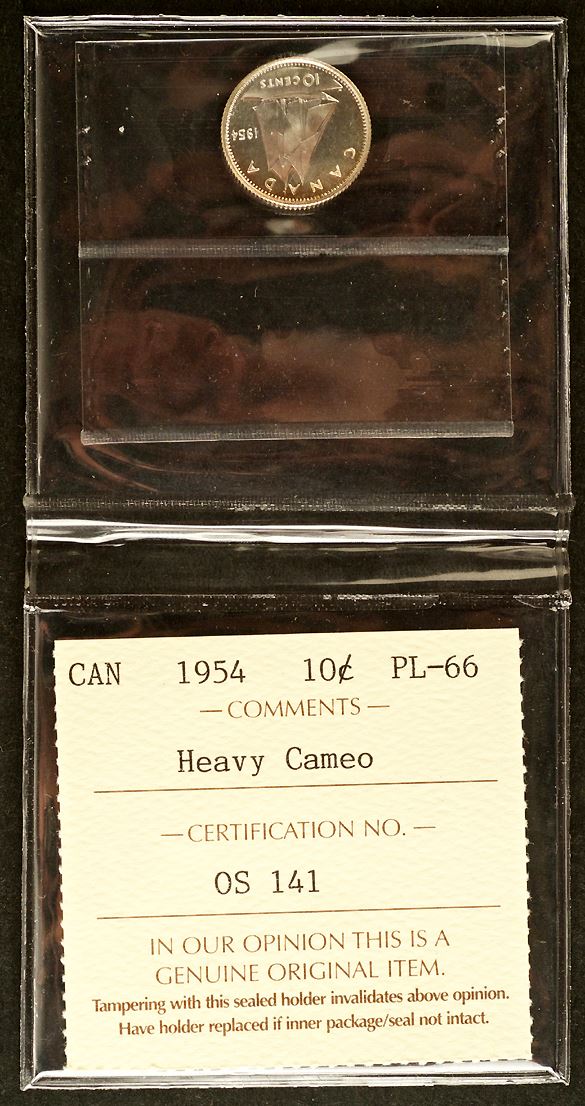 10 CENTS
1954
CANADA
CAN 1954 10¢ PL-66
— COMMENTS —
Heavy Cameo
— CERTIFICATION NO. —
OS 141
IN OUR OPINION THIS IS A
GENUINE ORIGINAL ITEM.
Tampering with this sealed holder invalidates above opinion.
Have holder replaced if inner package/seal not intact.